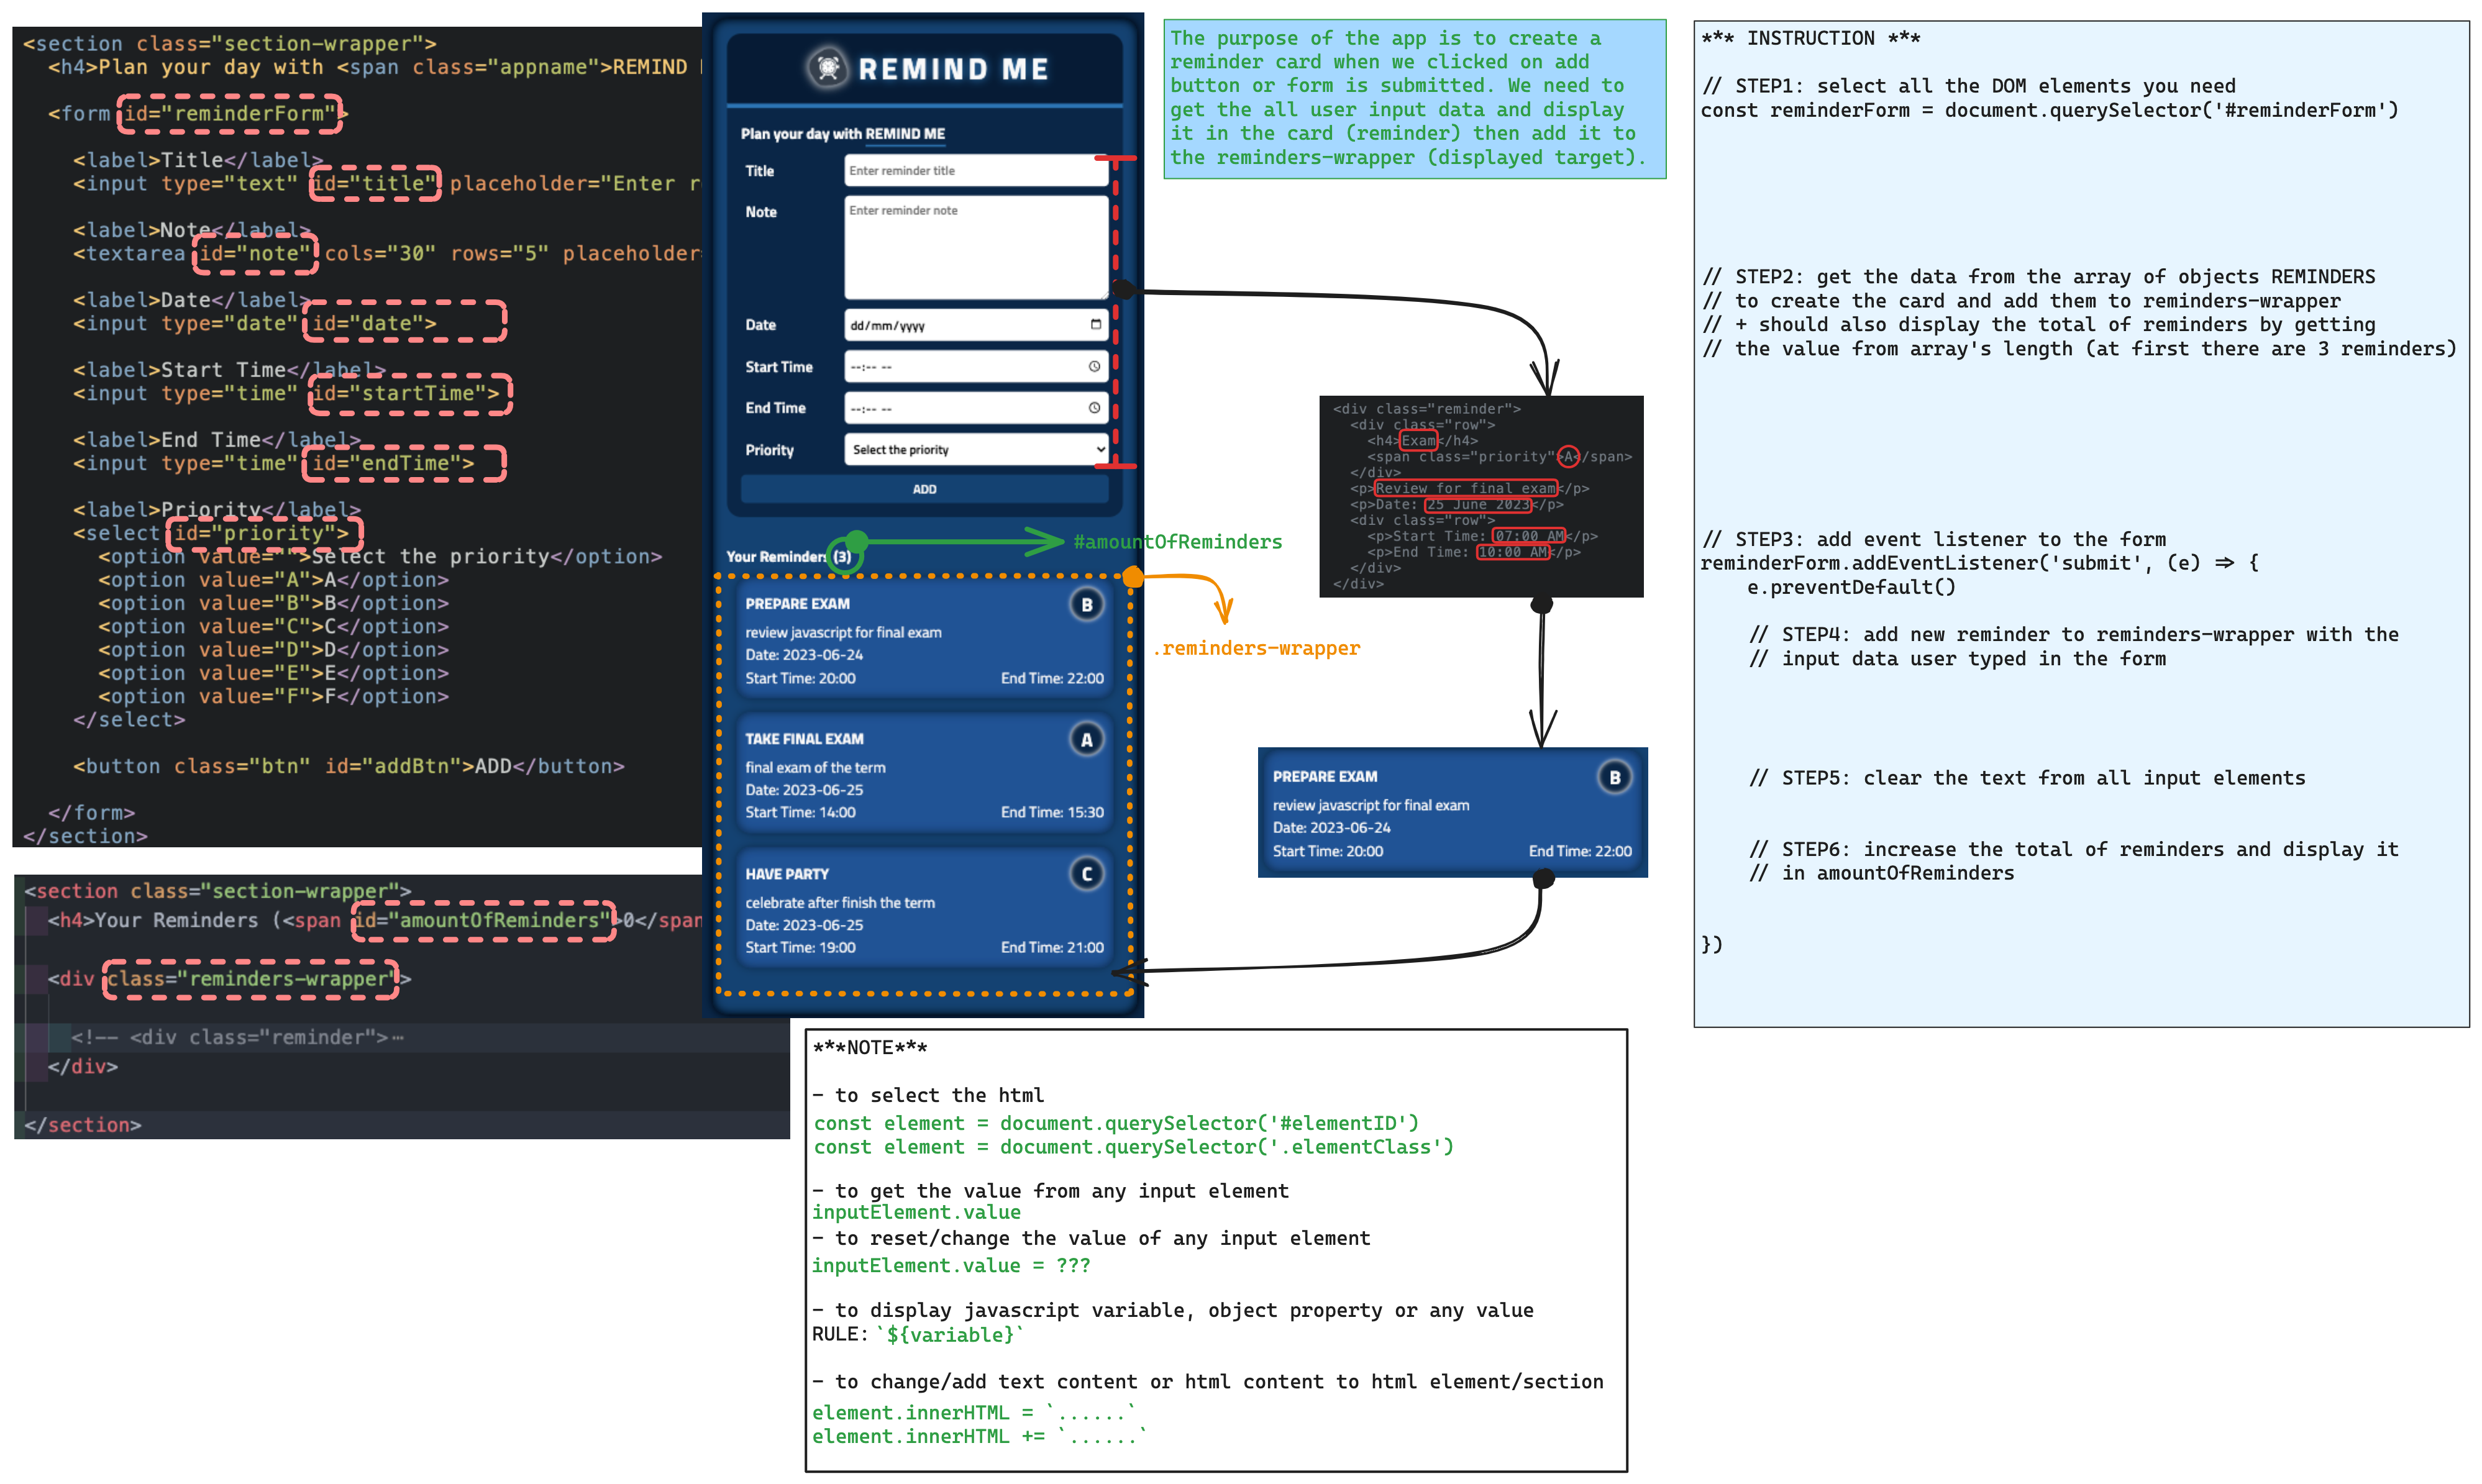 <section class="section-wrapper">
<h4>Plan your day with <span class="appname">REMIND
<form id="reminderForm">
<label>Title</label>
<input type="text" id="title" placeholder="Enter r
<label>Note</label>
<textarea id="note" cols="30" rows="5" placeholder=
<label>Date</label>
<input type="date" id="date">
<label>Start Time</label>
<input type="time" id="startTime">
<label>End Time</label>
<input type="time" id="endTime">
<label>Priority</label>
<select id="priority">
<option value="">Select the priority</option>
<option value="A">A</option>
<option value="B">B</option>
<option value="C">C</option>
<option value="D">D</option>
<option value="E">E</option>
<option value="F">F</option>
</select>
<button class="btn" id="addBtn">ADD</button>
</form>
</section>
<section class="section-wrapper">
<h4>Your Reminders (<span id="amountOfReminders">0</span
<div class="reminders-wrapper">
<!-- <div class="reminder">⋯
</div>
</section>
REMIND ME
Plan your day with REMIND ME
Title
Enter reminder title
Note
Enter reminder note
Date
dd/mm/yyyy
Start Time
--:-- --
End Time
--:-- --
Priority
Select the priority
ADD
Your Reminders (3)
#amountOfReminders
.reminders-wrapper
PREPARE EXAM
B
review javascript for final exam
Date: 2023-06-24
Start Time: 20:00
End Time: 22:00
TAKE FINAL EXAM
A
final exam of the term
Date: 2023-06-25
Start Time: 14:00
End Time: 15:30
HAVE PARTY
C
celebrate after finish the term
Date: 2023-06-25
Start Time: 19:00
End Time: 21:00
The purpose of the app is to create a
reminder card when we clicked on add
button or form is submitted. We need to
get the all user input data and display
it in the card (reminder) then add it to
the reminders-wrapper (displayed target).
<div class="reminder">
<div class="row">
<h4>Exam</h4>
<span class="priority">A</span>
</div>
<p>Review for final exam</p>
<p>Date: 25 June 2023</p>
<div class="row">
<p>Start Time: 07:00 AM</p>
<p>End Time: 10:00 AM</p>
</div>
</div>
PREPARE EXAM
B
review javascript for final exam
Date: 2023-06-24
Start Time: 20:00
End Time: 22:00
*** INSTRUCTION ***
// STEP1: select all the DOM elements you need
const reminderForm = document.querySelector('#reminderForm')
// STEP2: get the data from the array of objects REMINDERS
// to create the card and add them to reminders-wrapper
// + should also display the total of reminders by getting
// the value from array's length (at first there are 3 reminders)
// STEP3: add event listener to the form
reminderForm.addEventListener('submit', (e) => {
e.preventDefault()
// STEP4: add new reminder to reminders-wrapper with the
// input data user typed in the form
// STEP5: clear the text from all input elements
// STEP6: increase the total of reminders and display it
// in amountOfReminders
})
***NOTE***
- to select the html
const element = document.querySelector('#elementID')
const element = document.querySelector('.elementClass')
- to get the value from any input element
inputElement.value
- to reset/change the value of any input element
inputElement.value = ???
- to display javascript variable, object property or any value
RULE: `${variable}`
- to change/add text content or html content to html element/section
element.innerHTML = `......`
element.innerHTML += `......`